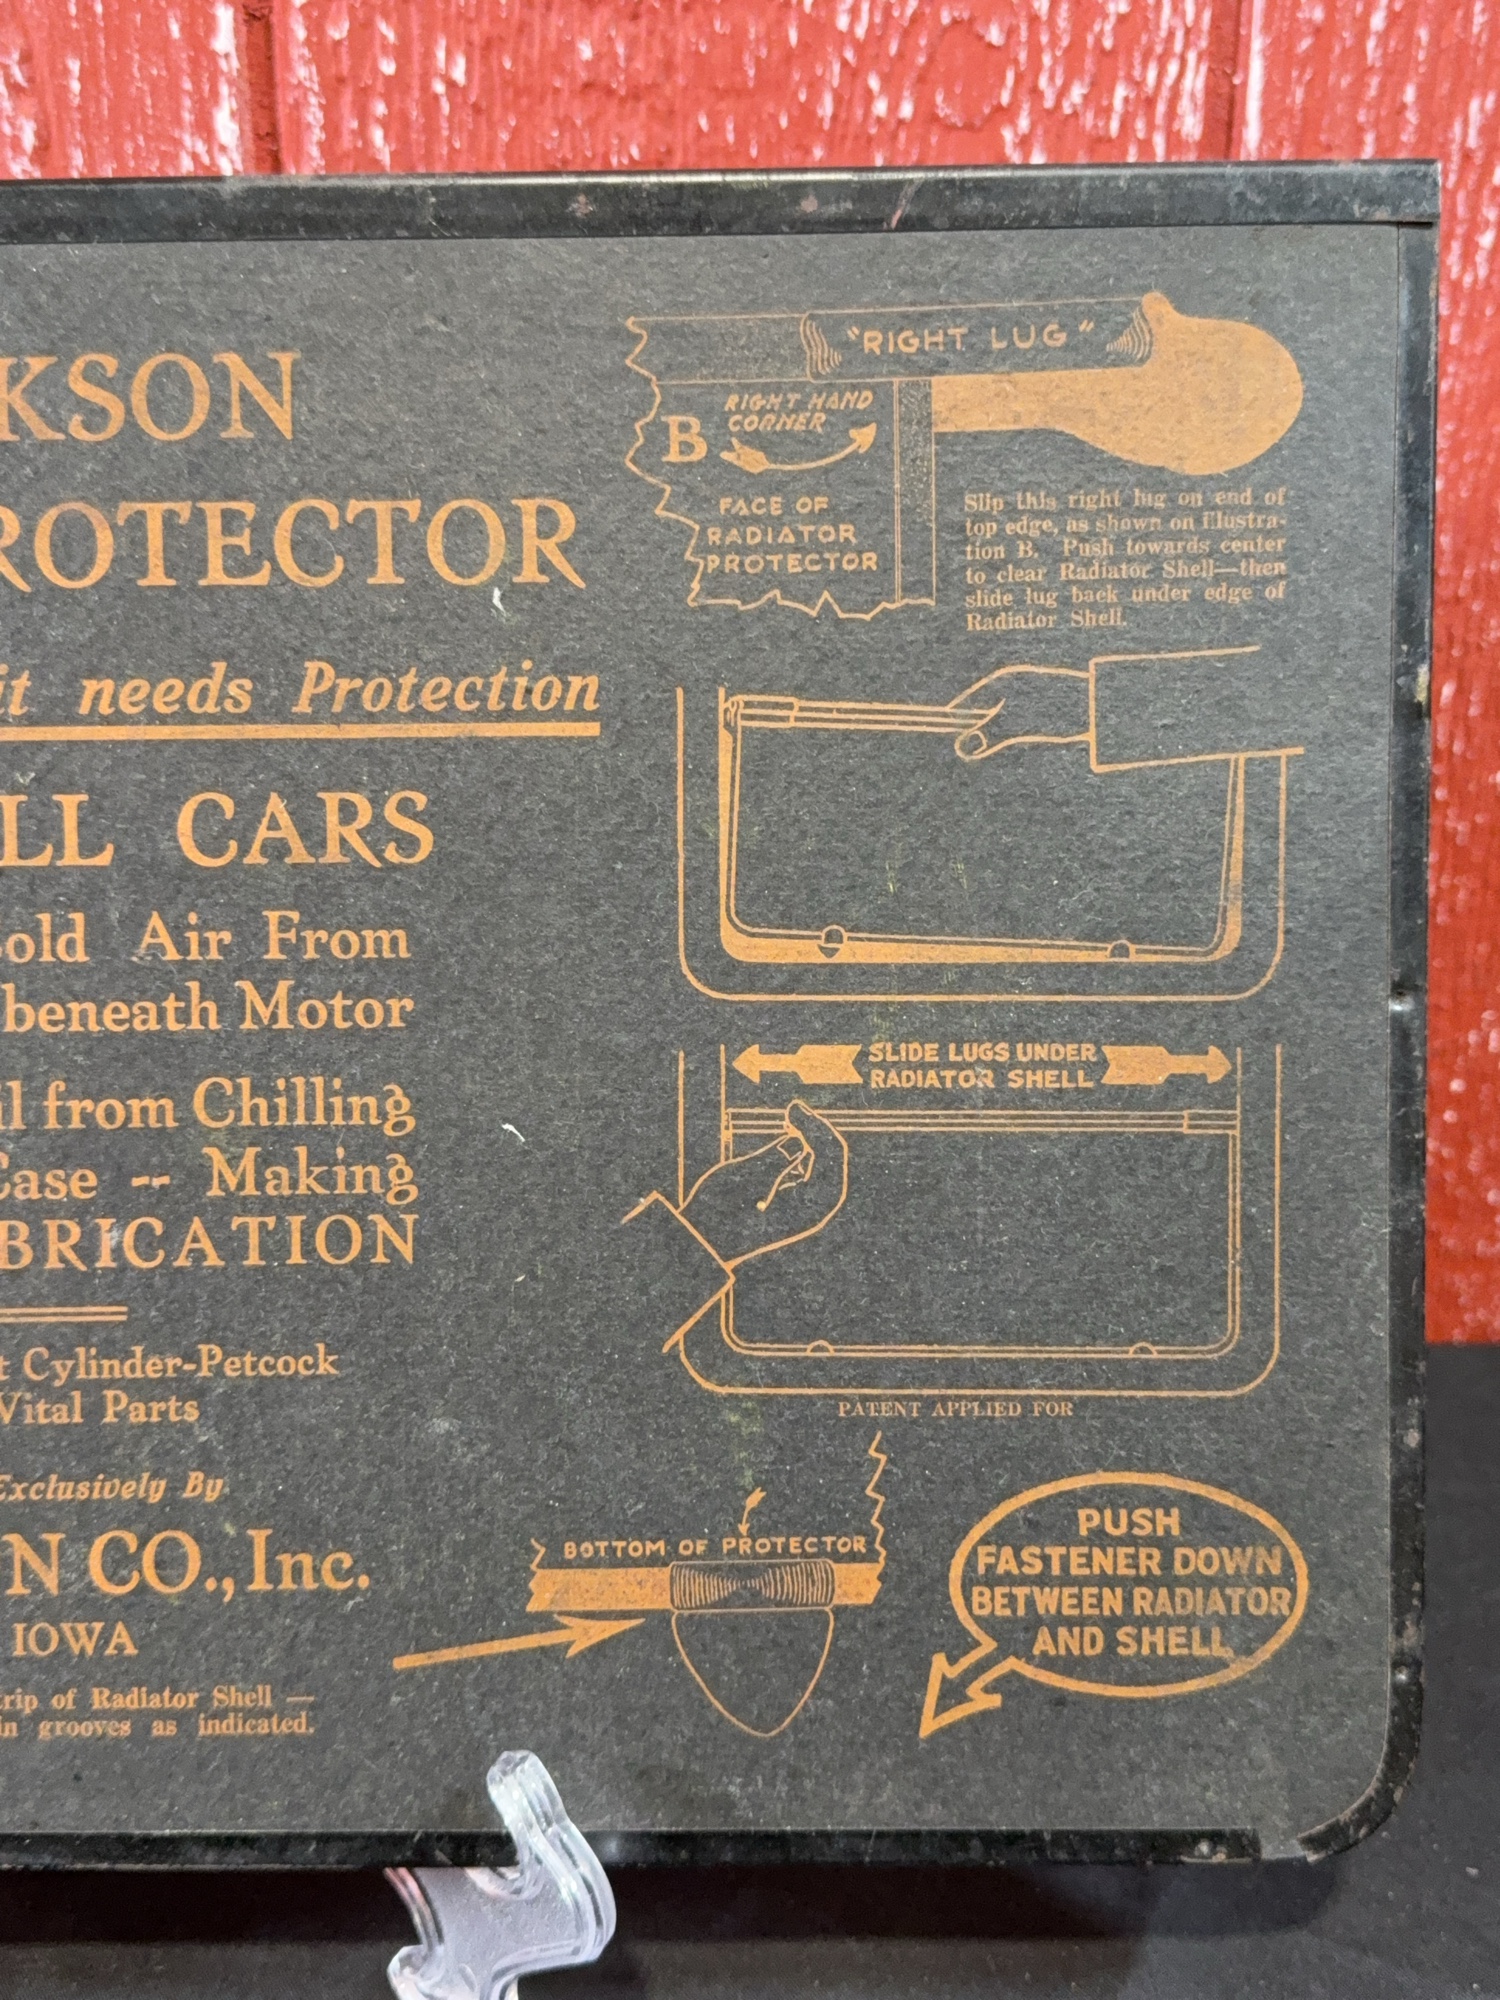 KSON
ROTECTOR
it needs Protection
LL CARS
old Air From
beneath Motor
il from Chilling
Case -- Making
BRICATION
t Cylinder-Petcock
Vital Parts
Exclusively By
N CO., Inc.
IOWA
trip of Radiator Shell —
in grooves as indicated.
"RIGHT LUG"
RIGHT HAND
CORNER
B
FACE OF
RADIATOR
PROTECTOR
Slip this right lug on end of
top edge, as shown on Illustra-
tion B. Push towards center
to clear Radiator Shell—then
slide lug back under edge of
Radiator Shell.
SLIDE LUGS UNDER
RADIATOR SHELL
PATENT APPLIED FOR
BOTTOM OF PROTECTOR
PUSH
FASTENER DOWN
BETWEEN RADIATOR
AND SHELL